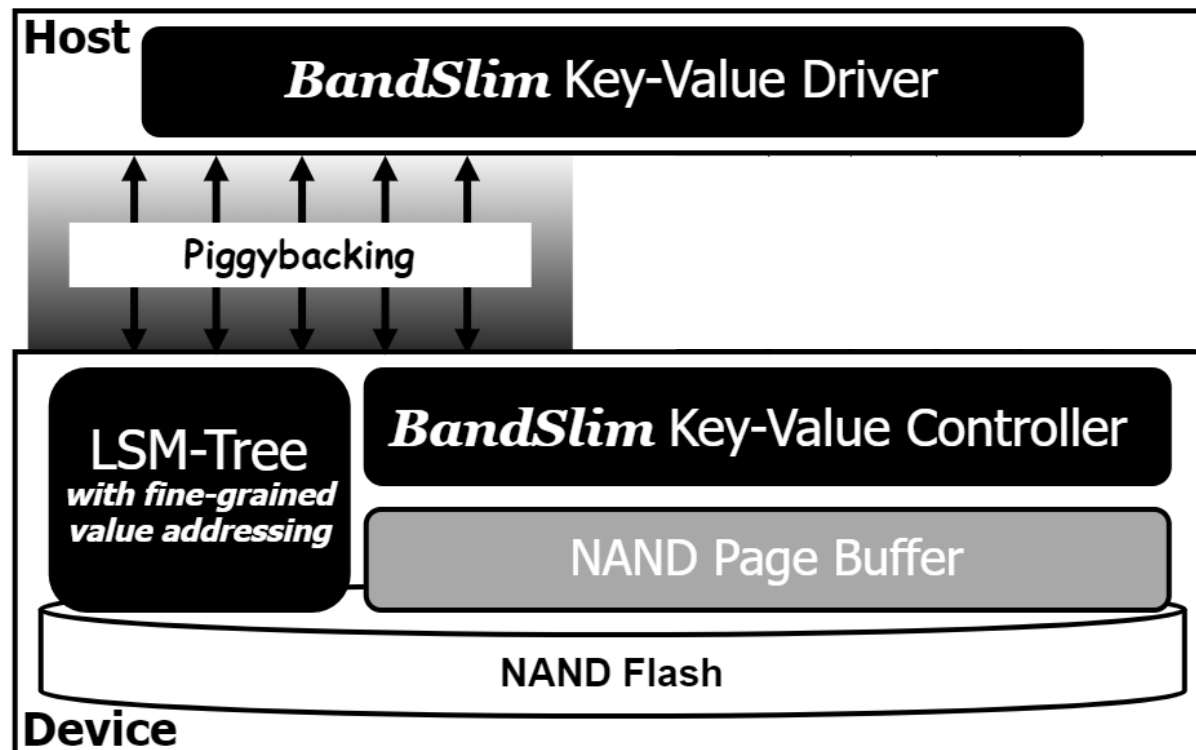 Host
BandSlim Key-Value Driver
Piggybacking
LSM-Tree
with fine-grained
value addressing
BandSlim Key-Value Controller
NAND Page Buffer
NAND Flash
Device